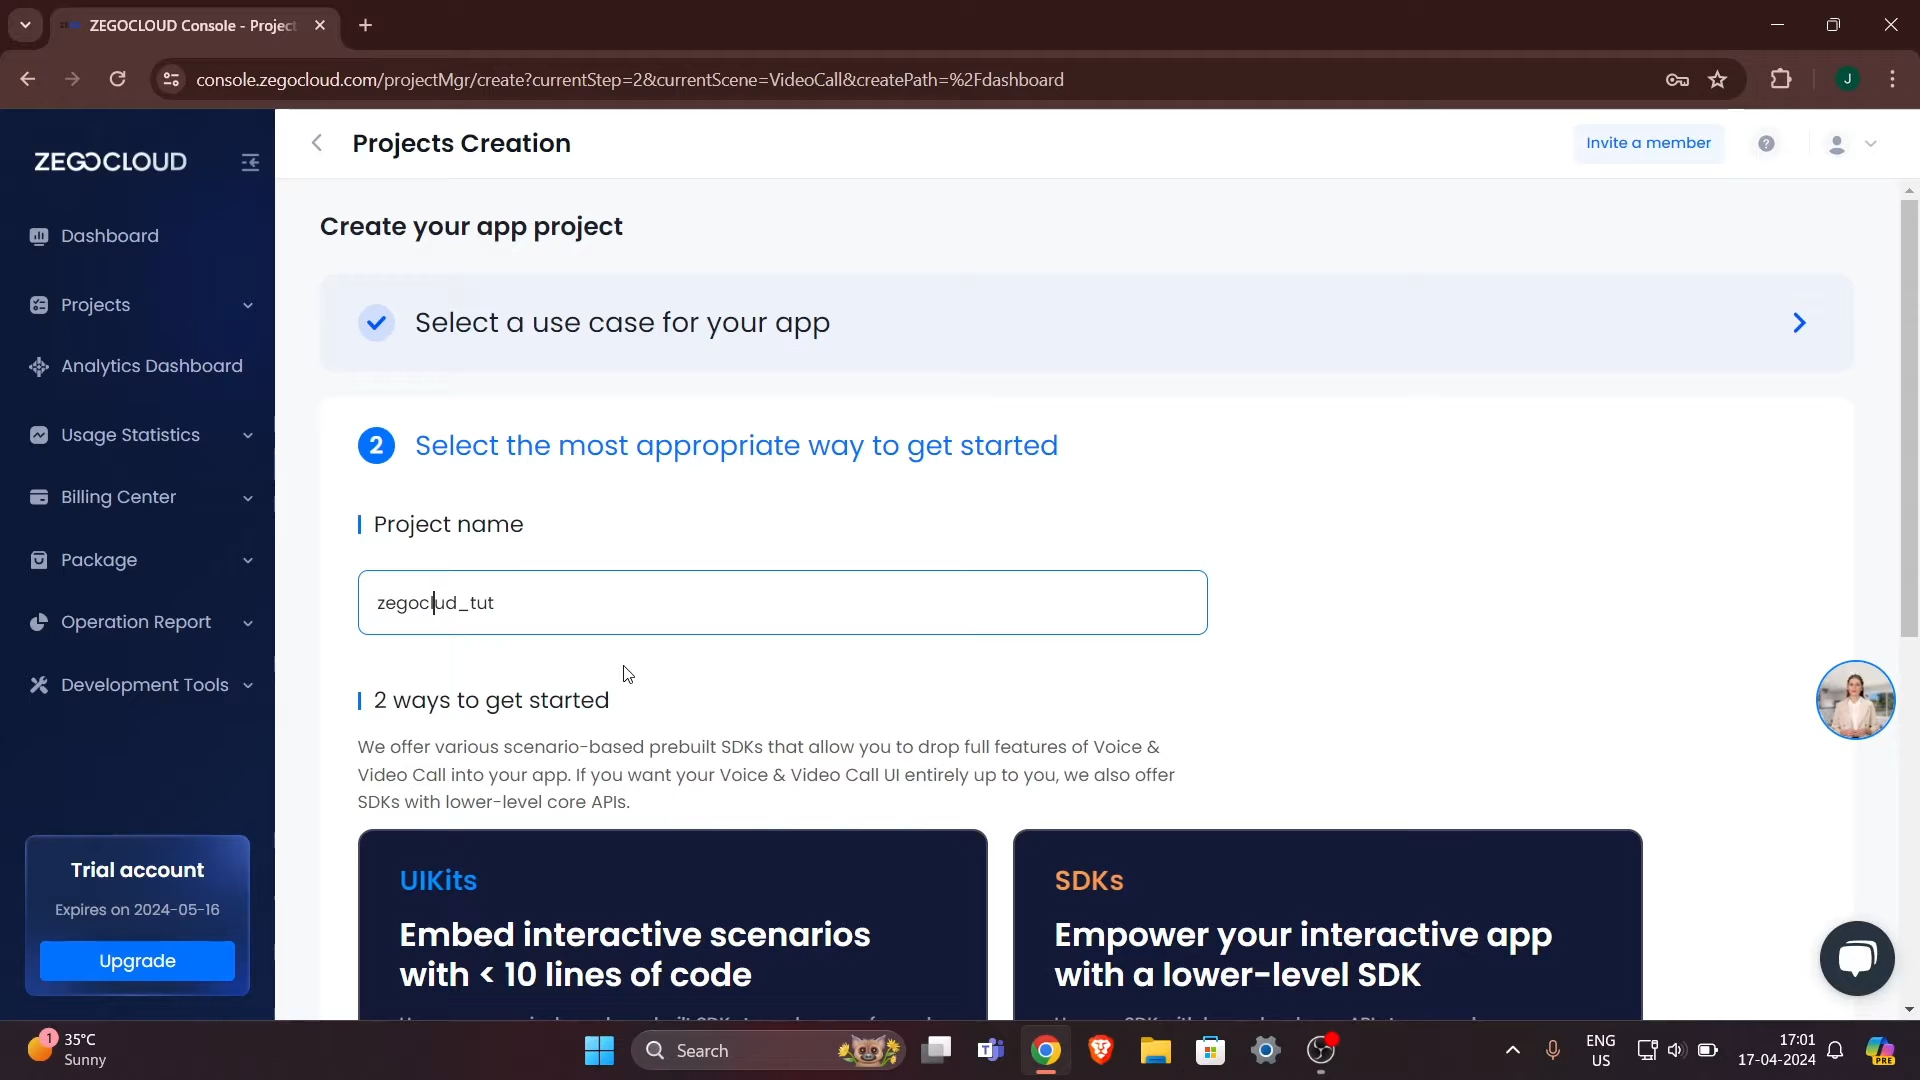 ZEGOCLOUD Console - Project
console.zegocloud.com/projectMgr/create?currentStep=2&currentScene=VideoCall&createPath=%2Fdashboard
J
ZEGOCLOUD
Projects Creation
Invite a member
Dashboard
Projects
Analytics Dashboard
Usage Statistics
Billing Center
Package
Operation Report
Development Tools
Trial account
Expires on 2024-05-16
Upgrade
Create your app project
Select a use case for your app
2 Select the most appropriate way to get started
Project name
zegoclud_tut
2 ways to get started
We offer various scenario-based prebuilt SDKs that allow you to drop full features of Voice &
Video Call into your app. If you want your Voice & Video Call UI entirely up to you, we also offer
SDKs with lower-level core APIs.
UIKits
Embed interactive scenarios
with < 10 lines of code
SDKs
Empower your interactive app
with a lower-level SDK
1
35°C
Sunny
Search
ENG
US
17:01
17-04-2024
PRE